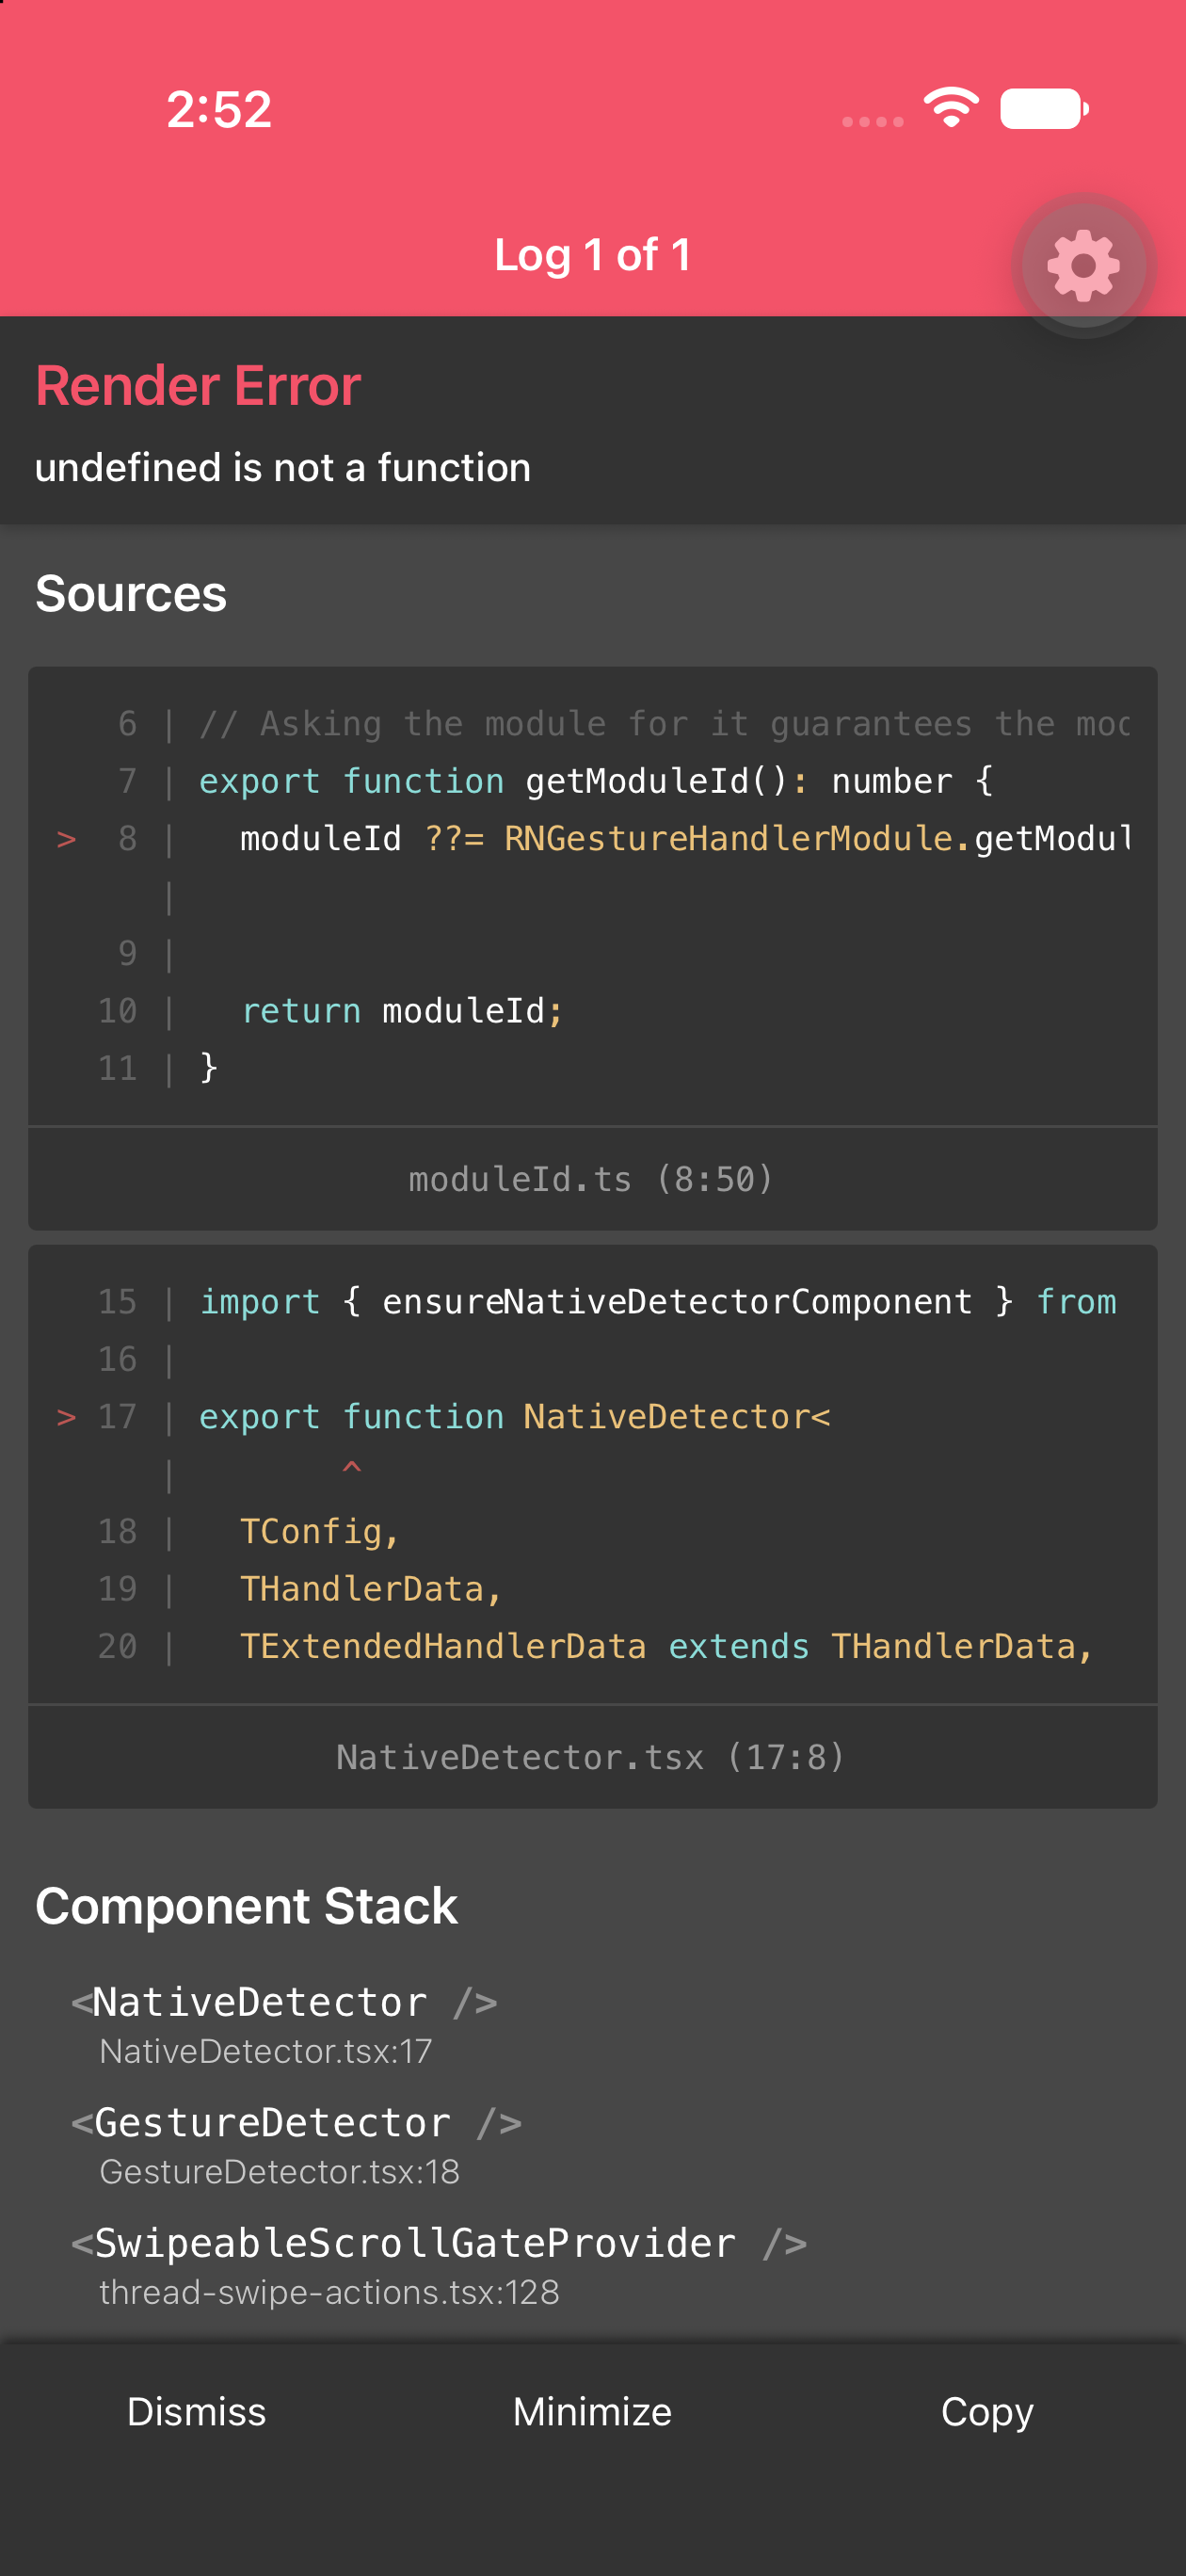 2:52
Log 1 of 1
Render Error
undefined is not a function
Sources
6 | // Asking the module for it guarantees the mod
7 | export function getModuleId(): number {
> 8 |   moduleId ??= RNGestureHandlerModule.getModul
|
9 |
10 |   return moduleId;
11 | }
moduleId.ts (8:50)
15 | import { ensureNativeDetectorComponent } from
16 |
> 17 | export function NativeDetector<
|        ^
18 |   TConfig,
19 |   THandlerData,
20 |   TExtendedHandlerData extends THandlerData,
NativeDetector.tsx (17:8)
Component Stack
<NativeDetector />
NativeDetector.tsx:17
<GestureDetector />
GestureDetector.tsx:18
<SwipeableScrollGateProvider />
thread-swipe-actions.tsx:128
Dismiss Minimize Copy